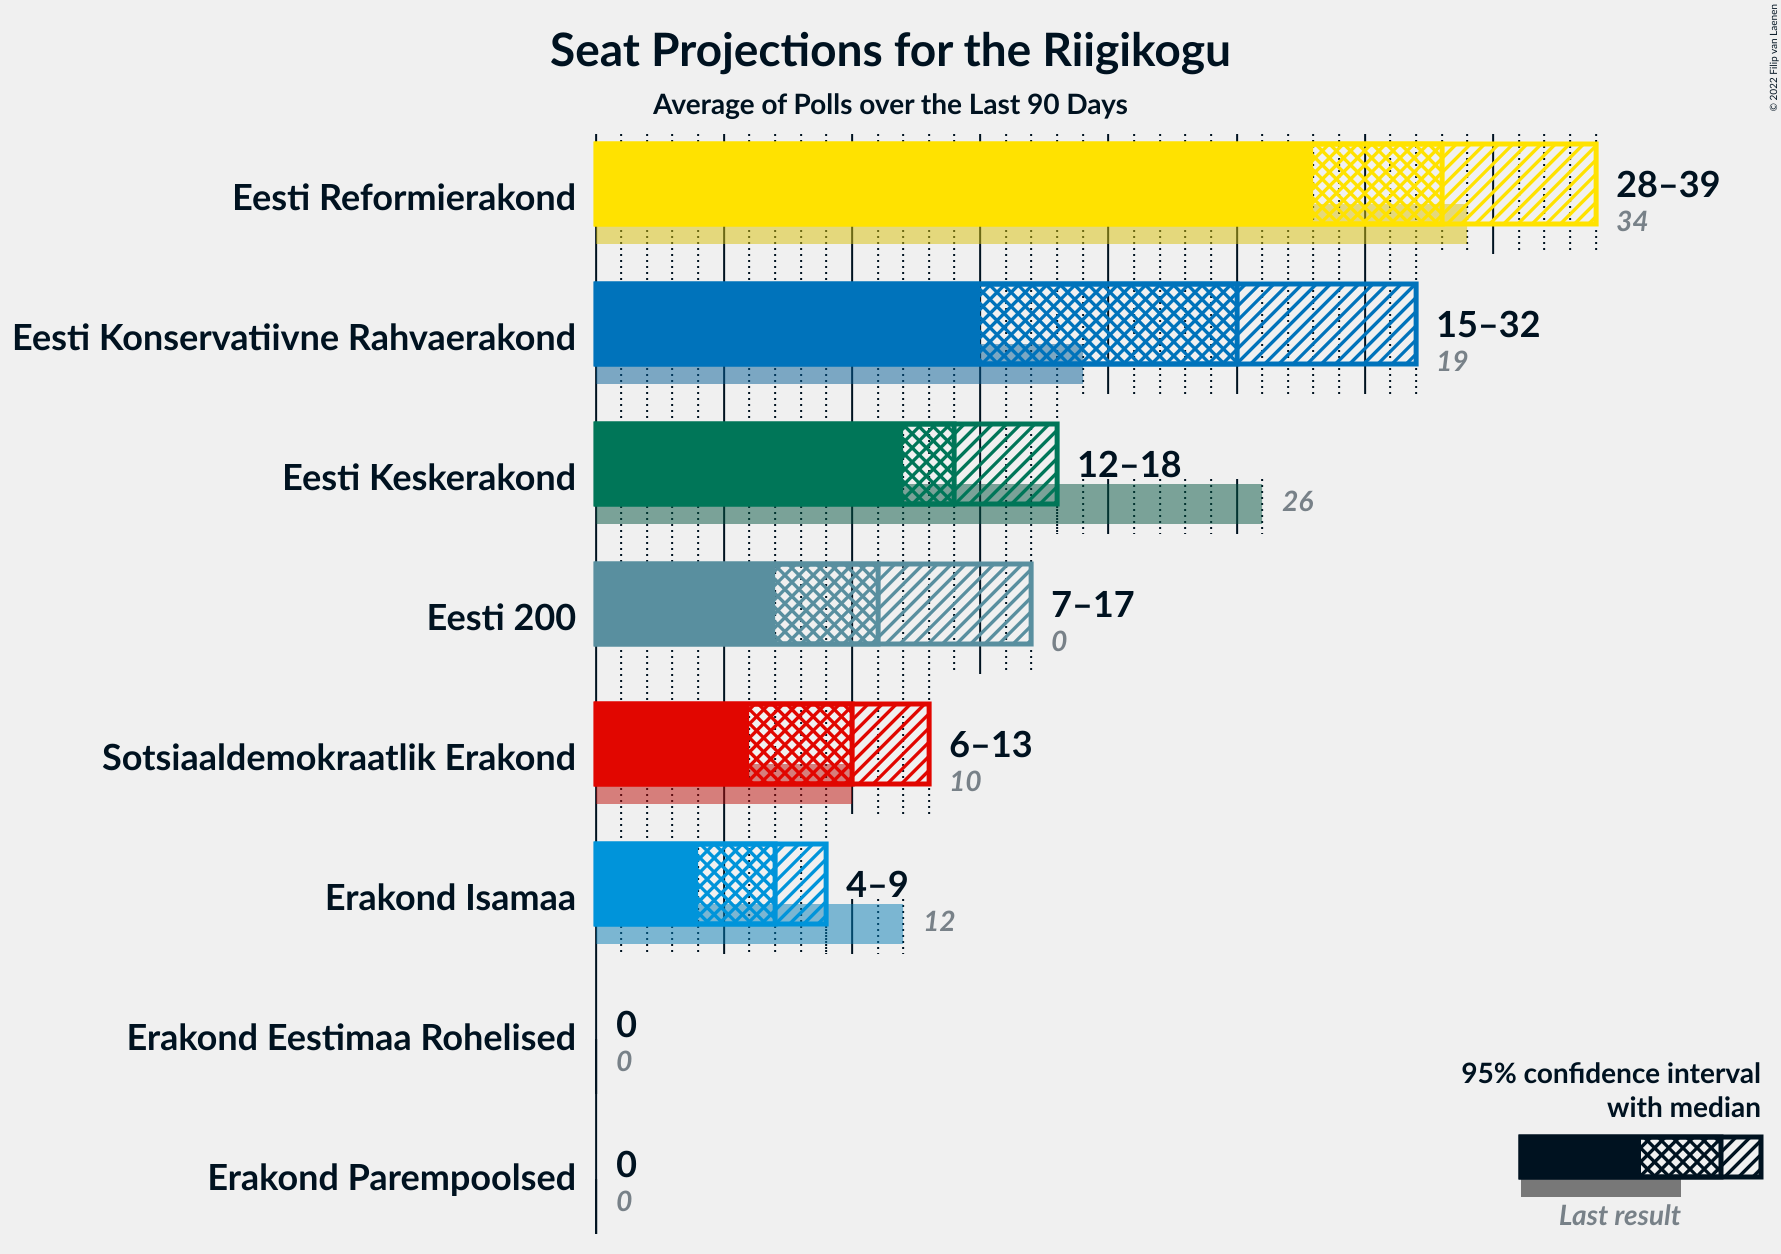 Seat Projections for the Riigikogu
Average of Polls over the Last 90 Days
© 2022 Filip van Laenen
Eesti Reformierakond
28–39
34
Eesti Konservatiivne Rahvaerakond
15–32
19
Eesti Keskerakond
12–18
26
Eesti 200
7–17
0
Sotsiaaldemokraatlik Erakond
6–13
10
Erakond Isamaa
4–9
12
Erakond Eestimaa Rohelised
0
0
Erakond Parempoolsed
0
0
95% confidence interval
with median
Last result